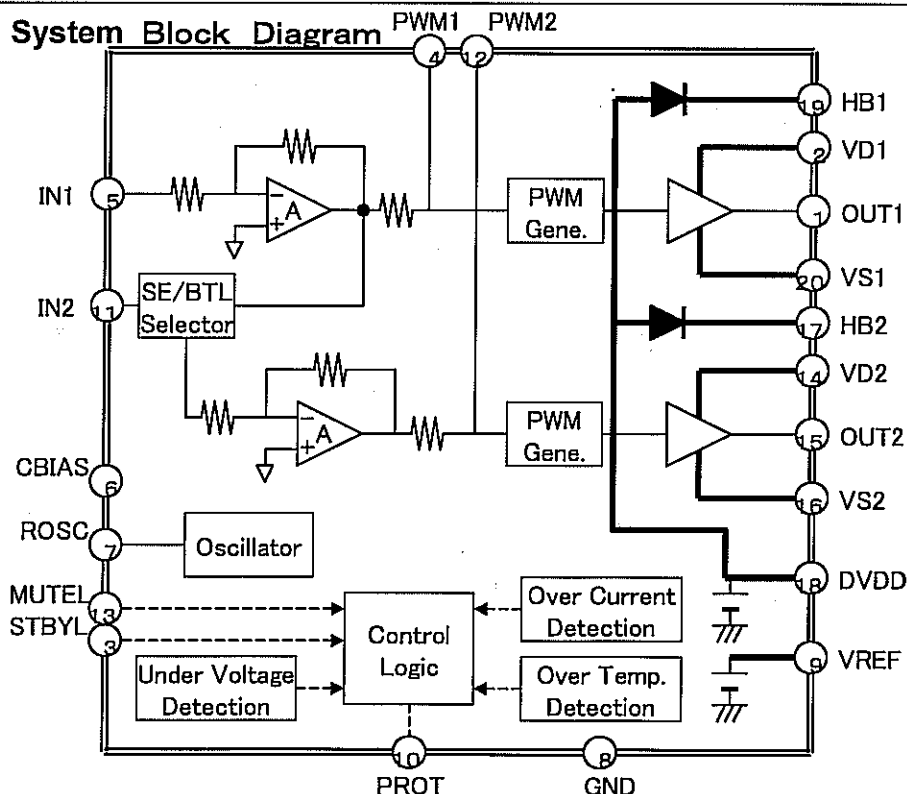 System Block Diagram
PWM1
PWM2
4
12
19
HB1
2
VD1
IN1
5
A
PWM
Gene.
1
OUT1
20
VS1
IN2
11
SE/BTL
Selector
17
HB2
14
VD2
A
PWM
Gene.
15
OUT2
CBIAS
6
16
VS2
ROSC
7
Oscillator
18
DVDD
MUTEL
13
STBYL
3
Control
Logic
Over Current
Detection
9
VREF
Under Voltage
Detection
Over Temp.
Detection
10
PROT
8
GND